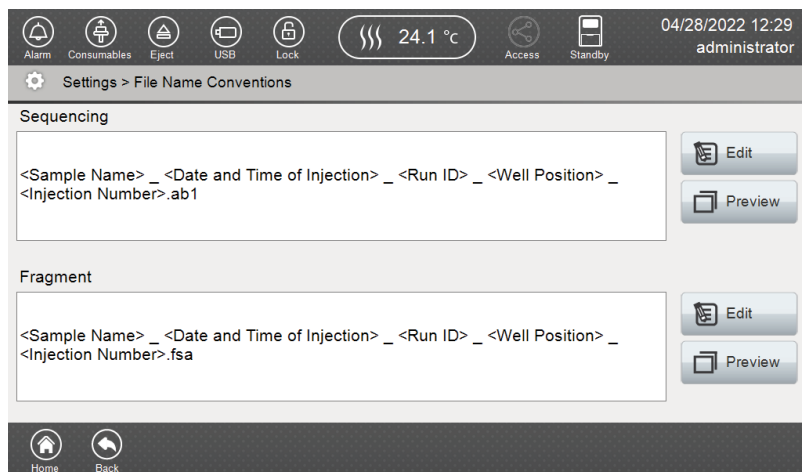 04/28/2022 12:29
24.1 °c
administrator
Alarm Consumables Eject USB Lock Access Standby
Settings > File Name Conventions
Sequencing
Edit
<Sample Name> _ <Date and Time of Injection> _ <Run ID> _ <Well Position> _
<Injection Number>.ab1
Preview
Fragment
Edit
<Sample Name> _ <Date and Time of Injection> _ <Run ID> _ <Well Position> _
<Injection Number>.fsa
Preview
Home Back